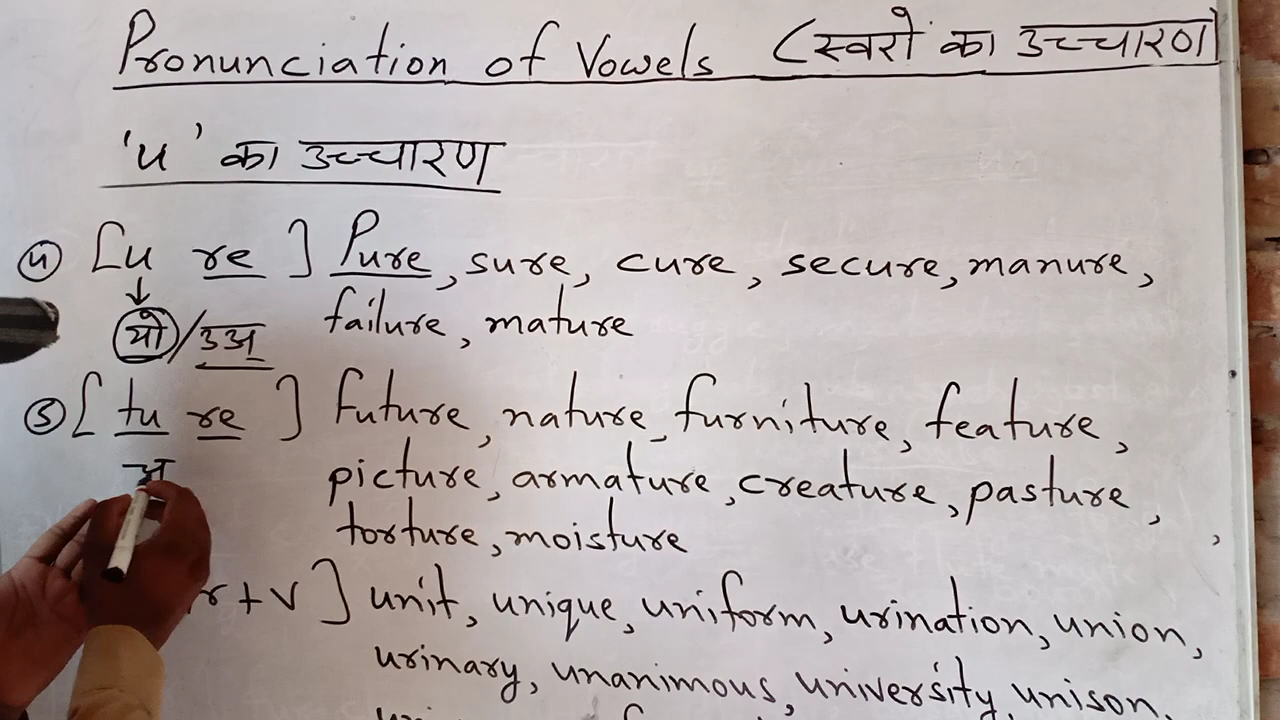 Pronunciation of Vowels (स्वरो का उच्चारण)
'u' का उच्चारण
(4) [u re] Pure, sure, cure, secure, manure,
यो/उअ failure, mature
(5) [tu re] Future, nature, furniture, feature,
अ picture, armature, creature, pasture,
torture, moisture
r + V] unit, unique, uniform, urination, union,
urinary, unanimous, university, unison,